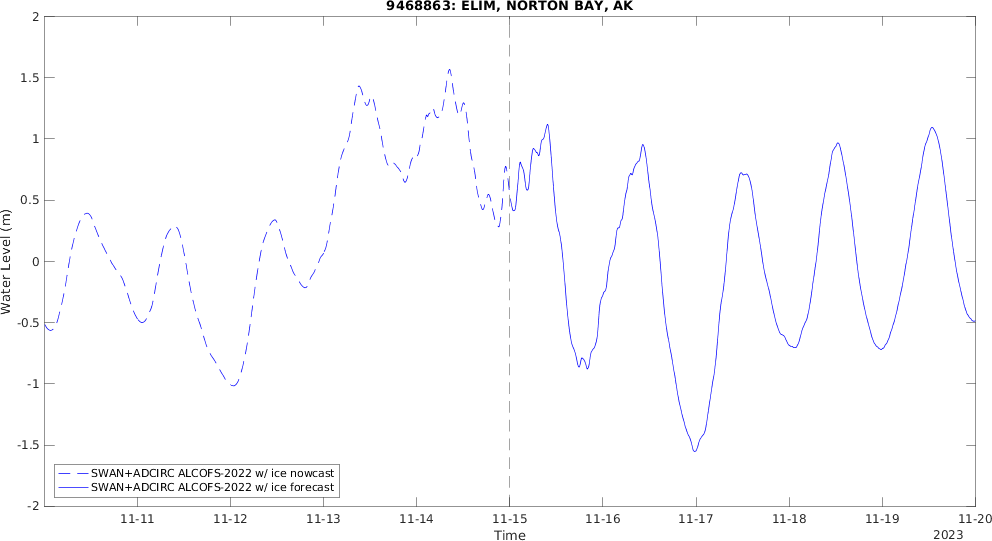 9468863: ELIM, NORTON BAY, AK
Water Level (m)
2
1.5
1
0.5
0
-0.5
-1
-1.5
-2
SWAN+ADCIRC ALCOFS-2022 w/ ice nowcast
SWAN+ADCIRC ALCOFS-2022 w/ ice forecast
11-11 11-12 11-13 11-14 11-15 11-16 11-17 11-18 11-19 11-20
Time
2023